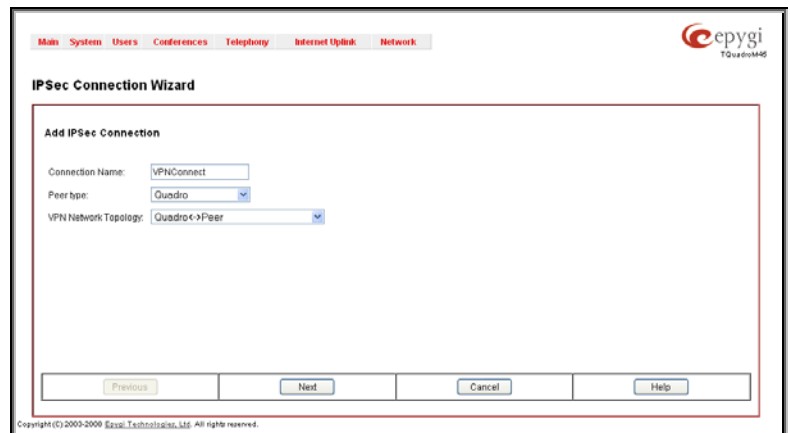 Main System Users Conferences Telephony Internet Uplink Network
epygi
TQuadroM46
IPSec Connection Wizard
Add IPSec Connection
Connection Name: VPNConnect
Peer type: Quadro
VPN Network Topology: Quadro<->Peer
Previous Next Cancel Help
Copyright (C) 2003-2008 Epygi Technologies, Ltd. All rights reserved.